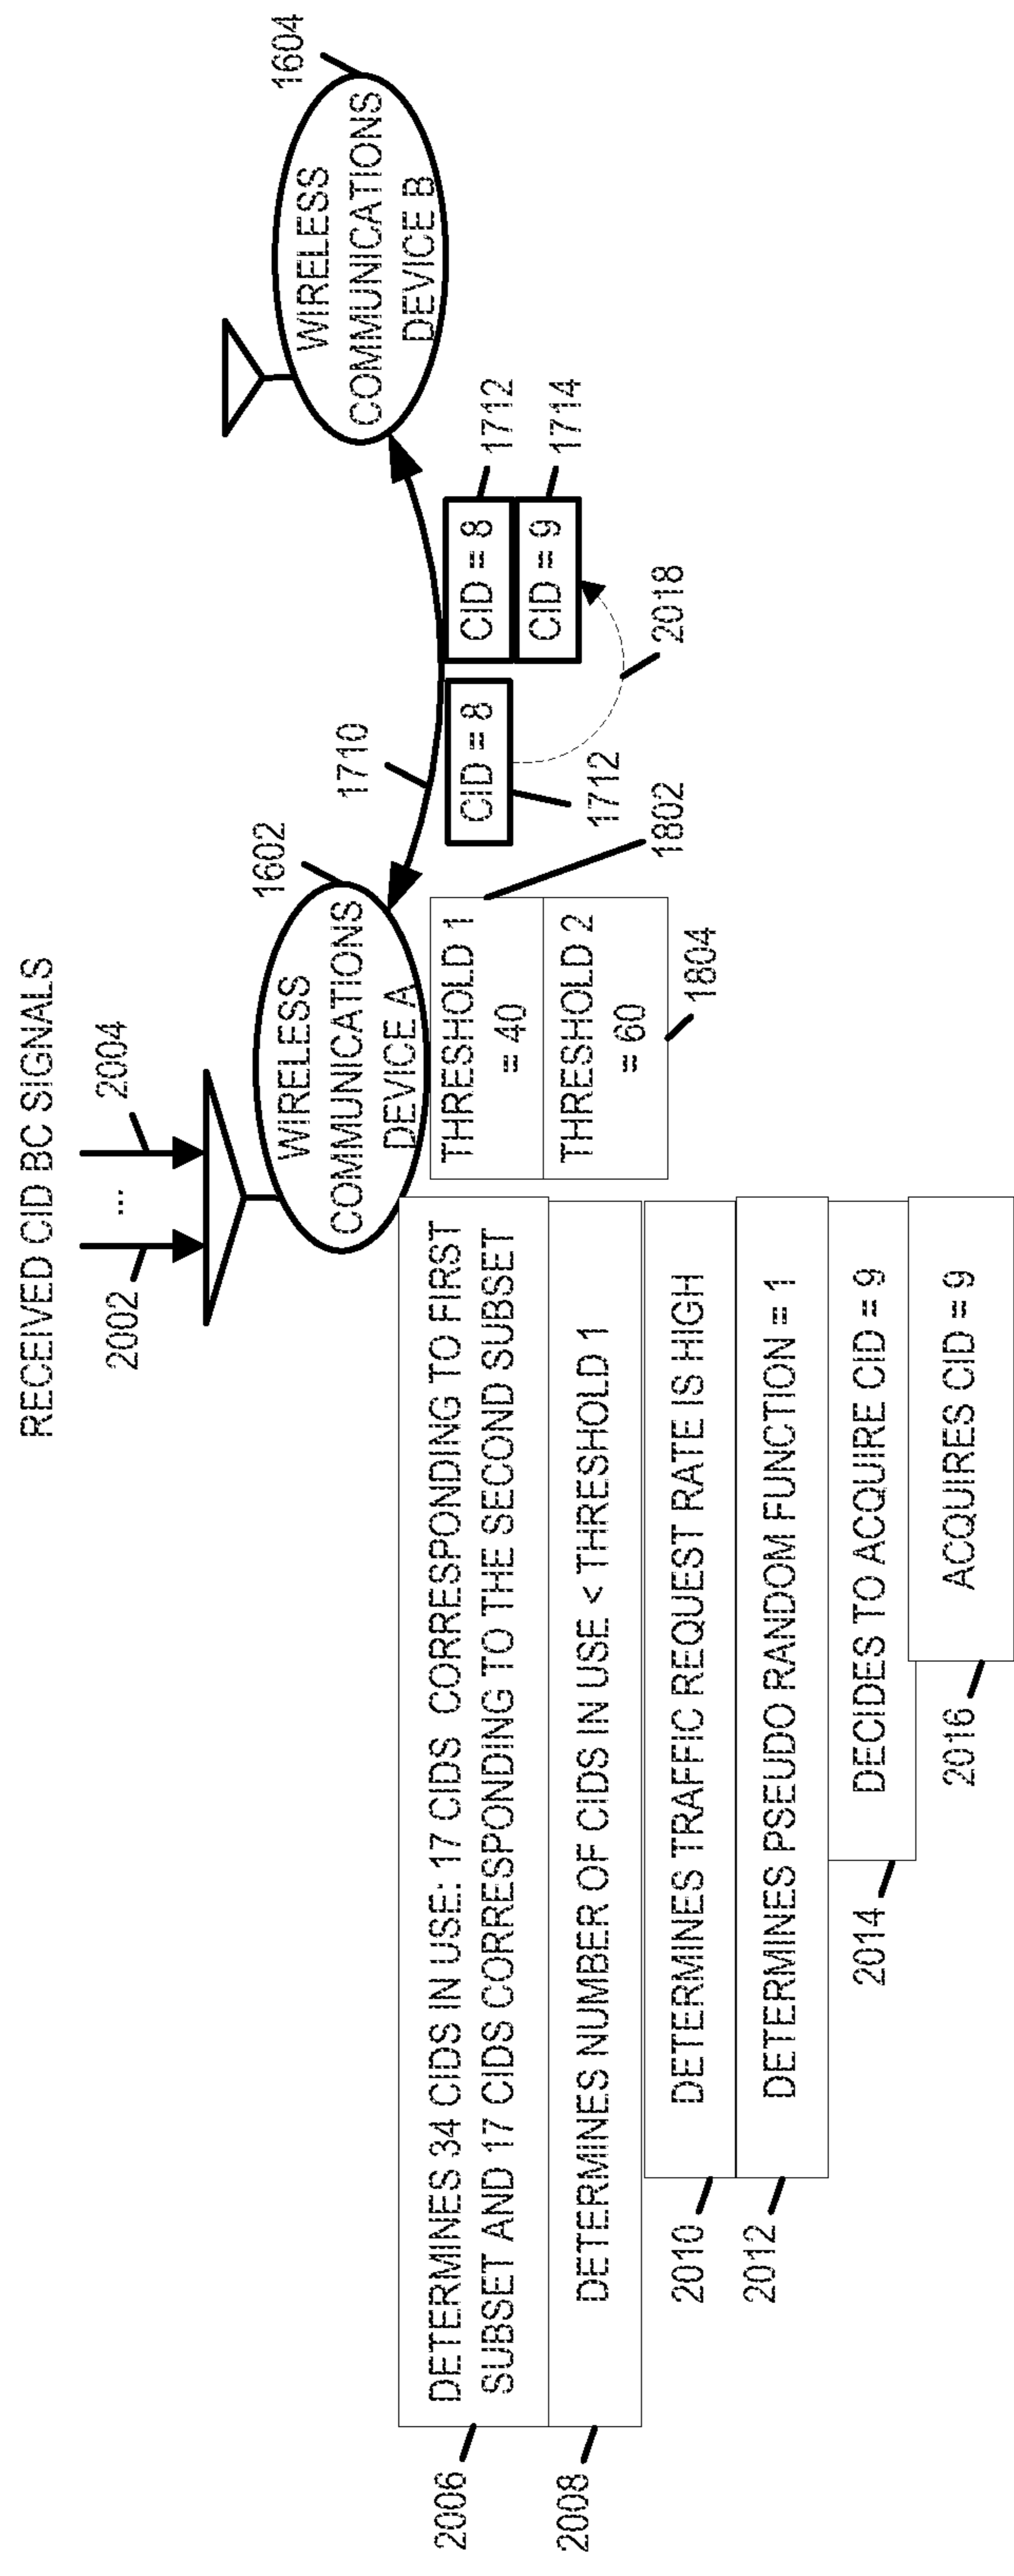 RECEIVED CID BC SIGNALS
2002
...
2004
1602
WIRELESS
COMMUNICATIONS
DEVICE A
1604
WIRELESS
COMMUNICATIONS
DEVICE B
1710
CID = 8
1712
CID = 8
1712
CID = 9
1714
2018
THRESHOLD 1
= 40
1802
THRESHOLD 2
= 60
1804
DETERMINES 34 CIDS IN USE: 17 CIDS CORRESPONDING TO FIRST
SUBSET AND 17 CIDS CORRESPONDING TO THE SECOND SUBSET
2006
DETERMINES NUMBER OF CIDS IN USE < THRESHOLD 1
2008
DETERMINES TRAFFIC REQUEST RATE IS HIGH
2010
DETERMINES PSEUDO RANDOM FUNCTION = 1
2012
DECIDES TO ACQUIRE CID = 9
2014
ACQUIRES CID = 9
2016